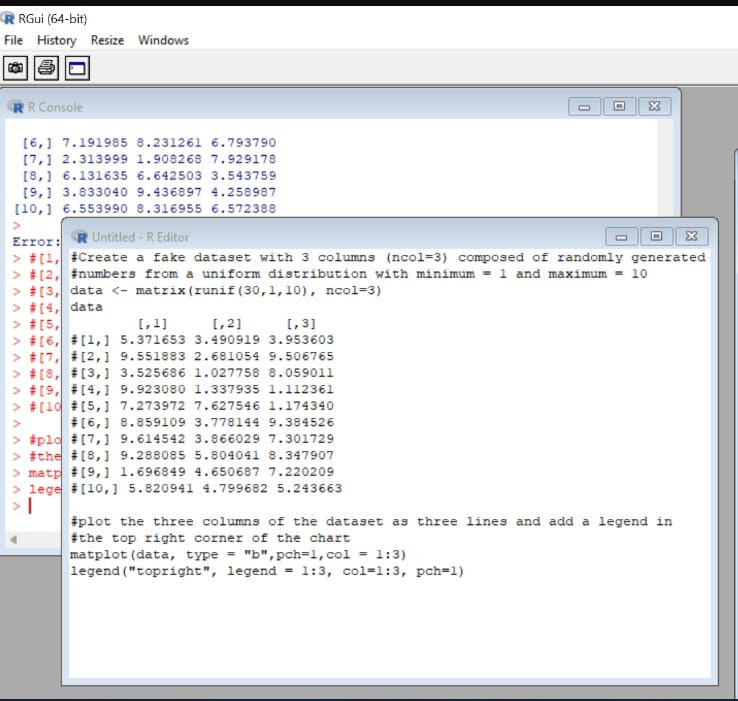 RGui (64-bit)
File History Resize Windows
R Console
[6,] 7.191985 8.231261 6.793790
[7,] 2.313999 1.908268 7.929178
[8,] 6.131635 6.642503 3.543759
[9,] 3.833040 9.436897 4.258987
[10,] 6.553990 8.316955 6.572388
>
Error:
> #[1,
> #[2,
> #[3,
> #[4,
> #[5,
> #[6,
> #[7,
> #[8,
> #[9,
> #[10
>
> #plo
> #the
> matp
> lege
>
Untitled - R Editor
#Create a fake dataset with 3 columns (ncol=3) composed of randomly generated
#numbers from a uniform distribution with minimum = 1 and maximum = 10
data <- matrix(runif(30,1,10), ncol=3)
data
[,1] [,2] [,3]
#[1,] 5.371653 3.490919 3.953603
#[2,] 9.551883 2.681054 9.506765
#[3,] 3.525686 1.027758 8.059011
#[4,] 9.923080 1.337935 1.112361
#[5,] 7.273972 7.627546 1.174340
#[6,] 8.859109 3.778144 9.384526
#[7,] 9.614542 3.866029 7.301729
#[8,] 9.288085 5.804041 8.347907
#[9,] 1.696849 4.650687 7.220209
#[10,] 5.820941 4.799682 5.243663
#plot the three columns of the dataset as three lines and add a legend in
#the top right corner of the chart
matplot(data, type = "b",pch=1,col = 1:3)
legend("topright", legend = 1:3, col=1:3, pch=1)